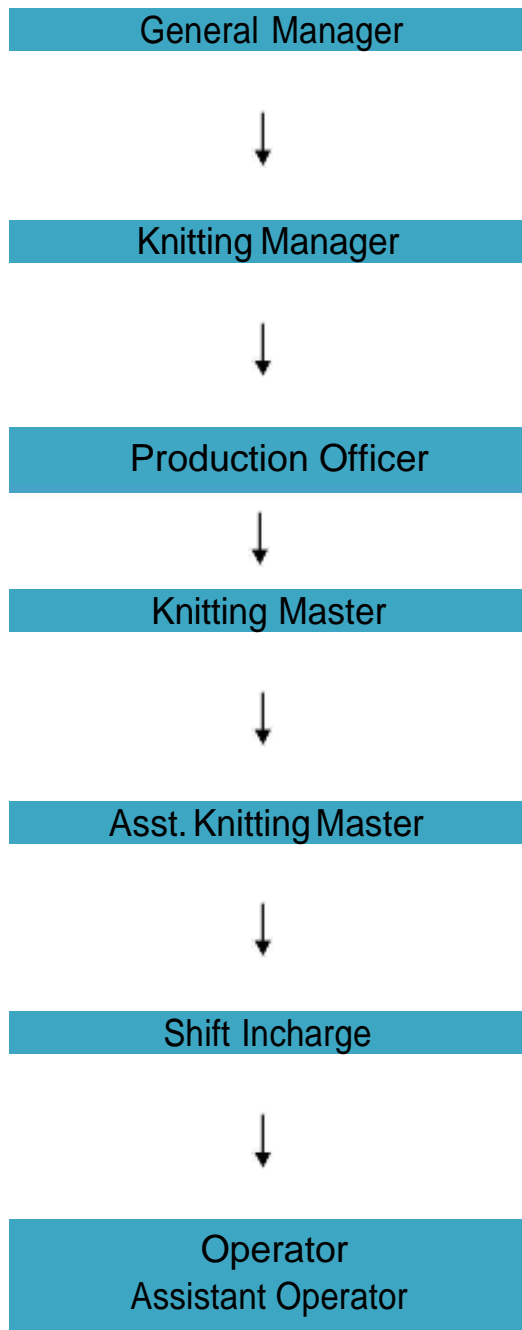 General Manager
Knitting Manager
Production Officer
Knitting Master
Asst. Knitting Master
Shift Incharge
Operator
Assistant Operator